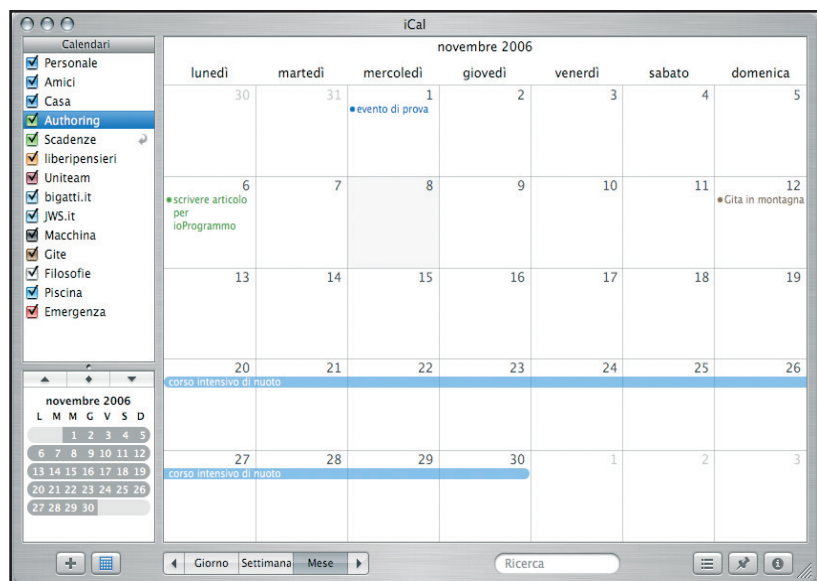 iCal
Calendari
Personale
Amici
Casa
Authoring
Scadenze
liberipensieri
Uniteam
bigatti.it
JWS.it
Macchina
Gite
Filosofie
Piscina
Emergenza
novembre 2006
L M M G V S D
1 2 3 4 5
6 7 8 9 10 11 12
13 14 15 16 17 18 19
20 21 22 23 24 25 26
27 28 29 30
novembre 2006
lunedì martedì mercoledì giovedì venerdì sabato domenica
30 31 1 2 3 4 5
evento di prova
6 7 8 9 10 11 12
scrivere articolo
per
ioProgrammo
Gita in montagna
13 14 15 16 17 18 19
20 21 22 23 24 25 26
corso intensivo di nuoto
27 28 29 30 1 2 3
corso intensivo di nuoto
Giorno Settimana Mese
Ricerca